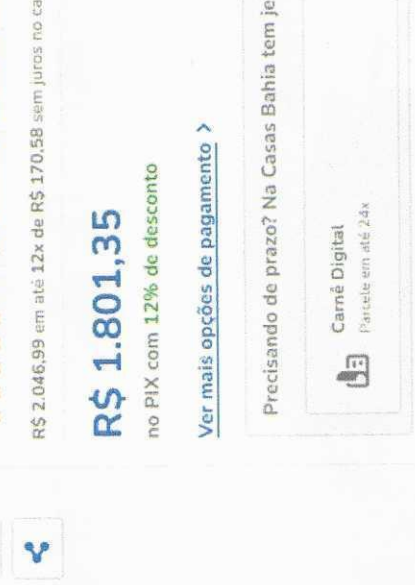 R$ 2.046,99 em até 12x de R$ 170,58 sem juros no ca
R$ 1.801,35
no PIX com 12% de desconto
Ver mais opções de pagamento >
Precisando de prazo? Na Casas Bahia tem je
Carnê Digital
Parcele em até 24x